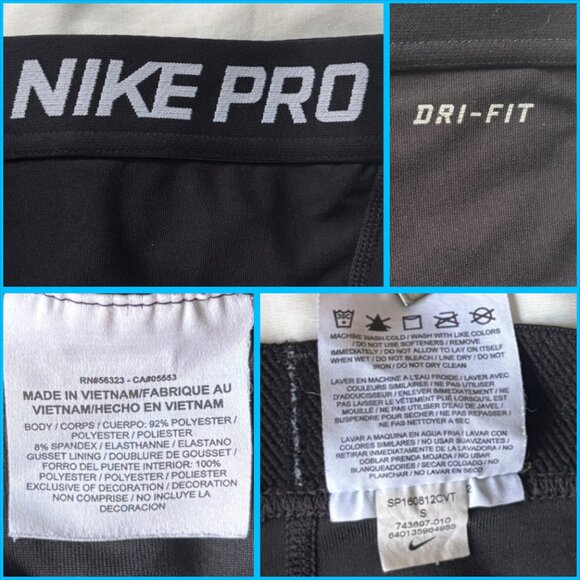 NIKE PRO
DRI-FIT
RN#56323 - CA#05553
MADE IN VIETNAM/FABRIQUE AU
VIETNAM/HECHO EN VIETNAM
BODY / CORPS / CUERPO: 92% POLYESTER
/ POLYESTER / POLIÉSTER
8% SPANDEX / ELASTHANNE / ELASTANO
GUSSET LINING / DOUBLURE DE GOUSSET /
FORRO DEL PUENTE INTERIOR: 100%
POLYESTER / POLYESTER / POLIÉSTER
EXCLUSIVE OF DECORATION / DECORATION
NON COMPRISE / NO INCLUYE LA
DECORACIÓN
MACHINE WASH COLD / WASH WITH LIKE COLORS
/ DO NOT USE SOFTENERS / REMOVE
IMMEDIATELY / DO NOT ALLOW TO LAY ON ITSELF
WHEN WET / DO NOT BLEACH / LINE DRY / DO NOT
IRON / DO NOT DRY CLEAN
LAVER EN MACHINE A L'EAU FROIDE / LAVER AVEC
COULEURS SIMILAIRES / NE PAS UTILISER
D'ADOUCISSEUR / ENLEVER IMMEDIATEMENT / NE
PAS LAISSER LE VÊTEMENT PLIÉ LORSQU'IL EST
MOUILLÉ / NE PAS UTILISER D'EAU DE JAVEL /
SUSPENDRE POUR SÉCHER / NE PAS REPASSER /
NE PAS NETTOYER A SEC
LAVAR A MAQUINA EN AGUA FRIA / LAVAR CON
COLORES SIMILARES / NO USAR SUAVIZANTES /
RETIRAR INMEDIATAMENTE DE LA LAVADORA / NO
DOBLAR PRENDA MOJADA / NO USAR
BLANQUEADORES / SECAR COLGADO / NO
PLANCHAR / NO LAVAR EN SECO
2
SP160812CVT
S
743697-010
640135964965